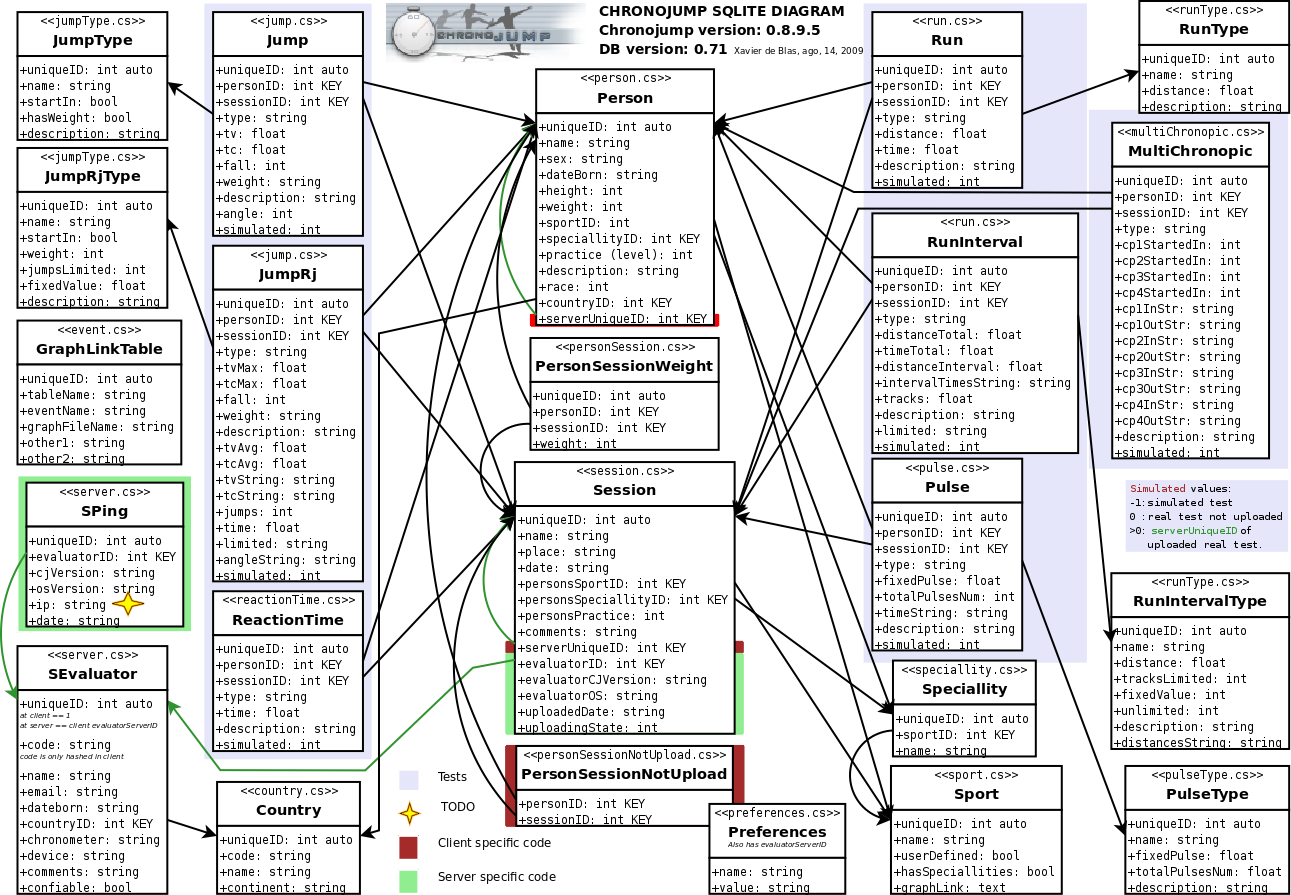 CHRONOJUMP SQLITE DIAGRAM
Chronojump version: 0.8.9.5
DB version: 0.71 Xavier de Blas, ago, 14, 2009
CHRONOJUMP
<<jumpType.cs>>
JumpType
+uniqueID: int auto
+name: string
+startIn: bool
+hasWeight: bool
+description: string
<<jumpType.cs>>
JumpRjType
+uniqueID: int auto
+name: string
+startIn: bool
+weight: int
+jumpsLimited: int
+fixedValue: float
+description: string
<<event.cs>>
GraphLinkTable
+uniqueID: int auto
+tableName: string
+eventName: string
+graphFileName: string
+other1: string
+other2: string
<<server.cs>>
SPing
+uniqueID: int auto
+evaluatorID: int KEY
+cjVersion: string
+osVersion: string
+ip: string
+date: string
<<server.cs>>
SEvaluator
+uniqueID: int auto
at client == 1
at server == client evaluatorServerID
+code: string
code is only hashed in client
+name: string
+email: string
+dateborn: string
+countryID: int KEY
+chronometer: string
+device: string
+comments: string
+confiable: bool
<<jump.cs>>
Jump
+uniqueID: int auto
+personID: int KEY
+sessionID: int KEY
+type: string
+tv: float
+tc: float
+fall: int
+weight: string
+description: string
+angle: int
+simulated: int
<<jump.cs>>
JumpRj
+uniqueID: int auto
+personID: int KEY
+sessionID: int KEY
+type: string
+tvMax: float
+tcMax: float
+fall: int
+weight: string
+description: string
+tvAvg: float
+tcAvg: float
+tvString: string
+tcString: string
+jumps: int
+time: float
+limited: string
+angleString: string
+simulated: int
<<reactionTime.cs>>
ReactionTime
+uniqueID: int auto
+personID: int KEY
+sessionID: int KEY
+type: string
+time: float
+description: string
+simulated: int
<<country.cs>>
Country
+uniqueID: int auto
+code: string
+name: string
+continent: string
<<person.cs>>
Person
+uniqueID: int auto
+name: string
+sex: string
+dateBorn: string
+height: int
+weight: int
+sportID: int
+speciallityID: int KEY
+practice (level): int
+description: string
+race: int
+countryID: int KEY
+serverUniqueID: int KEY
<<personSession.cs>>
PersonSessionWeight
+uniqueID: int auto
+personID: int KEY
+sessionID: int KEY
+weight: int
<<session.cs>>
Session
+uniqueID: int auto
+name: string
+place: string
+date: string
+personsSportID: int KEY
+personsSpeciallityID: int KEY
+personsPractice: int
+comments: string
+serverUniqueID: int KEY
+evaluatorID: int KEY
+evaluatorCJVersion: string
+evaluatorOS: string
+uploadedDate: string
+uploadingState: int
<<personSessionNotUpload.cs>>
PersonSessionNotUpload
+personID: int KEY
+sessionID: int KEY
<<preferences.cs>>
Preferences
Also has evaluatorServerID
+name: string
+value: string
Tests
TODO
Client specific code
Server specific code
<<run.cs>>
Run
+uniqueID: int auto
+personID: int KEY
+sessionID: int KEY
+type: string
+distance: float
+time: float
+description: string
+simulated: int
<<run.cs>>
RunInterval
+uniqueID: int auto
+personID: int KEY
+sessionID: int KEY
+type: string
+distanceTotal: float
+timeTotal: float
+distanceInterval: float
+intervalTimesString: string
+tracks: float
+description: string
+limited: string
+simulated: int
<<pulse.cs>>
Pulse
+uniqueID: int auto
+personID: int KEY
+sessionID: int KEY
+type: string
+fixedPulse: float
+totalPulsesNum: int
+timeString: string
+description: string
+simulated: int
<<speciallity.cs>>
Speciallity
+uniqueID: int auto
+sportID: int KEY
+name: string
<<sport.cs>>
Sport
+uniqueID: int auto
+name: string
+userDefined: bool
+hasSpeciallities: bool
+graphLink: text
<<runType.cs>>
RunType
+uniqueID: int auto
+name: string
+distance: float
+description: string
<<multiChronopic.cs>>
MultiChronopic
+uniqueID: int auto
+personID: int KEY
+sessionID: int KEY
+type: string
+cp1StartedIn: int
+cp2StartedIn: int
+cp3StartedIn: int
+cp4StartedIn: int
+cp1InStr: string
+cp1OutStr: string
+cp2InStr: string
+cp2OutStr: string
+cp3InStr: string
+cp3OutStr: string
+cp4InStr: string
+cp4OutStr: string
+description: string
+simulated: int
Simulated values:
-1: simulated test
0 : real test not uploaded
>0: serverUniqueID of
uploaded real test.
<<runType.cs>>
RunIntervalType
+uniqueID: int auto
+name: string
+distance: float
+tracksLimited: int
+fixedValue: int
+unlimited: int
+description: string
+distancesString: string
<<pulseType.cs>>
PulseType
+uniqueID: int auto
+name: string
+fixedPulse: float
+totalPulsesNum: int
+description: string